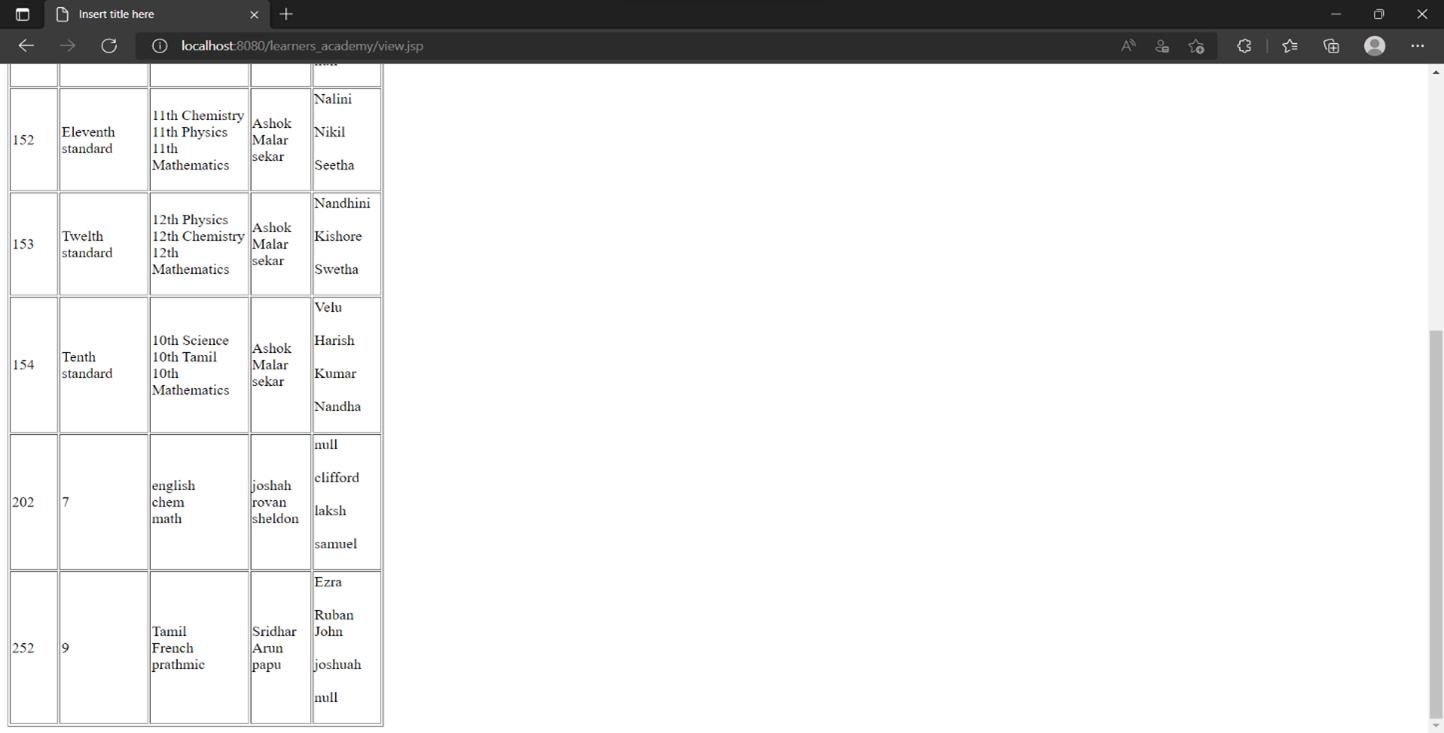 Insert title here
localhost:8080/learners_academy/view.jsp
152
Eleventh
standard
11th Chemistry
11th Physics
11th
Mathematics
Ashok
Malar
sekar
Nalini
Nikil
Seetha
153
Twelth
standard
12th Physics
12th Chemistry
12th
Mathematics
Ashok
Malar
sekar
Nandhini
Kishore
Swetha
154
Tenth
standard
10th Science
10th Tamil
10th
Mathematics
Ashok
Malar
sekar
Velu
Harish
Kumar
Nandha
202
7
english
chem
math
joshah
rovan
sheldon
null
clifford
laksh
samuel
252
9
Tamil
French
prathmic
Sridhar
Arun
papu
Ezra
Ruban
John
joshuah
null